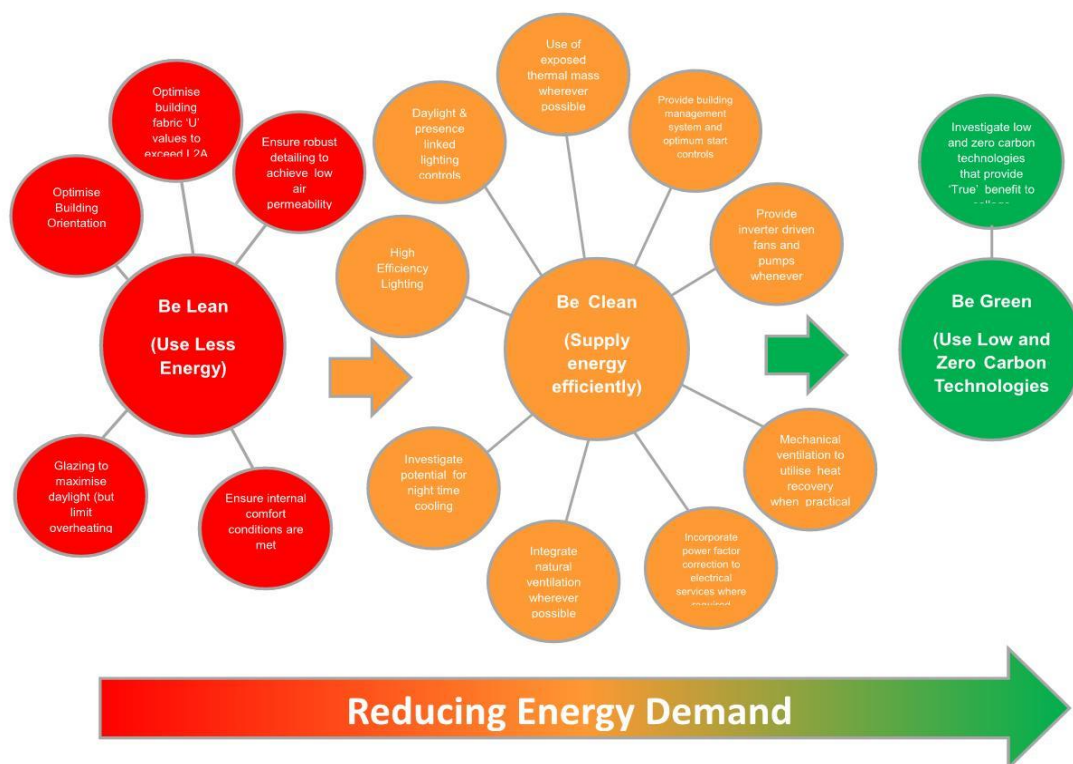 Optimise
building
fabric 'U'
values to
exceed L2A
Ensure robust
detailing to
achieve low
air
permeability
Optimise
Building
Orientation
Be Lean
(Use Less
Energy)
Glazing to
maximise
daylight (but
limit
overheating
Ensure internal
comfort
conditions are
met
Use of
exposed
thermal mass
wherever
possible
Daylight &
presence
linked
lighting
controls
Provide building
management
system and
optimum start
controls
High
Efficiency
Lighting
Provide
inverter driven
fans and
pumps
whenever
Be Clean
(Supply
energy
efficiently)
Investigate
potential for
night time
cooling
Mechanical
ventilation to
utilise heat
recovery
when practical
Integrate
natural
ventilation
wherever
possible
Incorporate
power factor
correction to
electrical
services where
required
Investigate low
and zero carbon
technologies
that provide
'True' benefit to
Be Green
(Use Low and
Zero Carbon
Technologies
Reducing Energy Demand